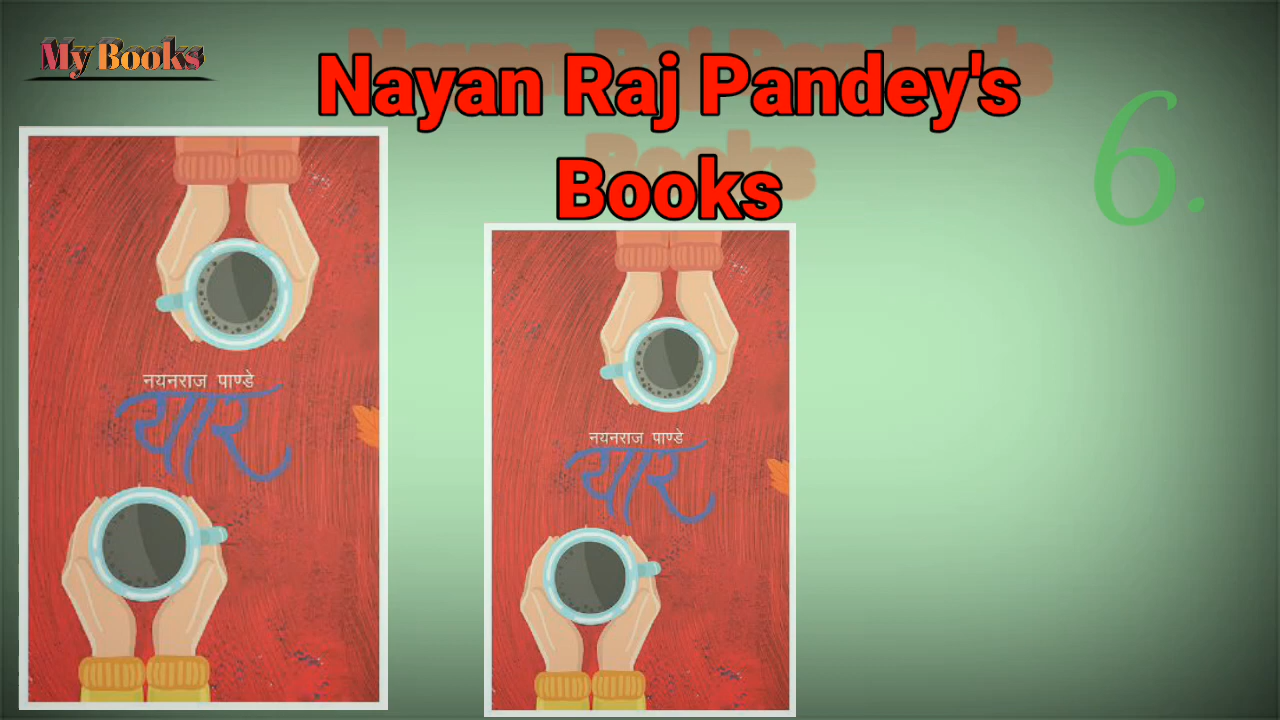 My Books
Nayan Raj Pandey's
Books
6.
नयनराज पाण्डे
यार
नयनराज पाण्डे
यार